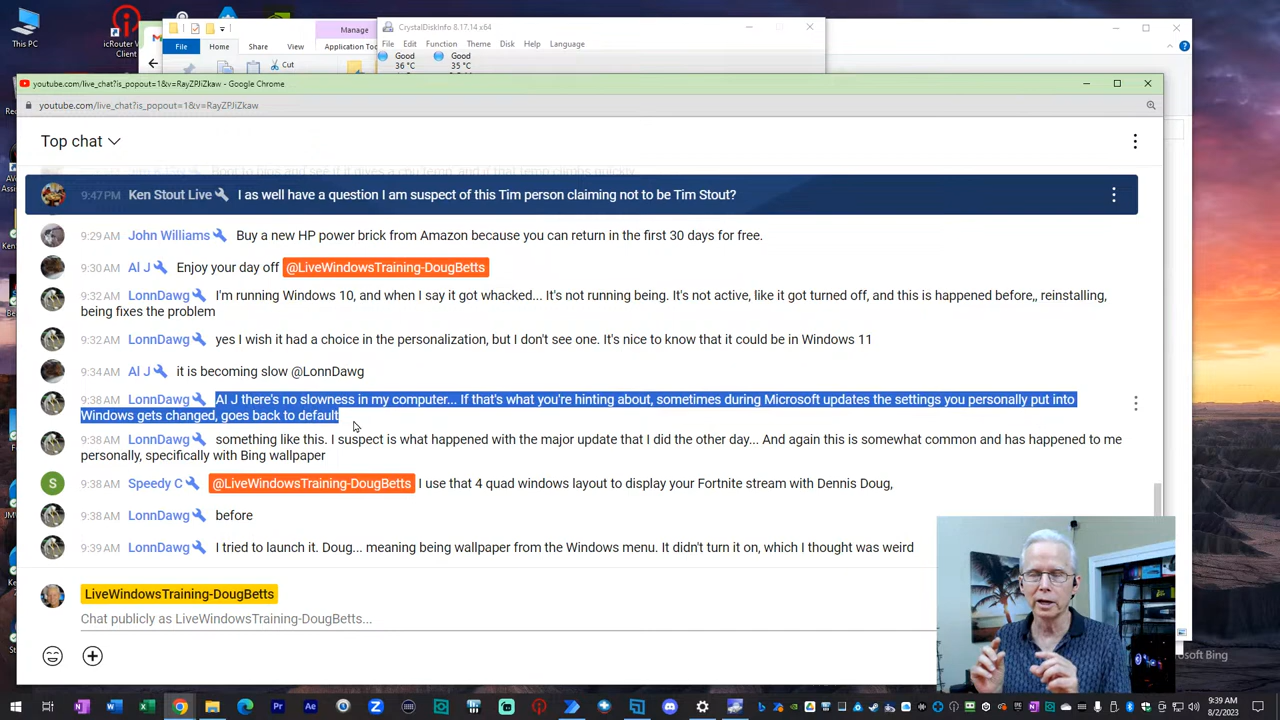 This PC
icRouter
Client
Manage
File
Home
Share
View
Application Too
Cut
CrystalDiskInfo 8.17.14 x64
File Edit Function Theme Disk Help Language
Good Good
36 °C 35 °C
youtube.com/live_chat?is_popout=1&v=RayZPJiZkaw - Google Chrome
youtube.com/live_chat?is_popout=1&v=RayZPJiZkaw
Top chat
9:47PM Ken Stout Live I as well have a question I am suspect of this Tim person claiming not to be Tim Stout?
9:29 AM John Williams Buy a new HP power brick from Amazon because you can return in the first 30 days for free.
9:30 AM Al J Enjoy your day off @LiveWindowsTraining-DougBetts
9:32 AM LonnDawg I'm running Windows 10, and when I say it got whacked... It's not running being. It's not active, like it got turned off, and this is happened before,, reinstalling,
being fixes the problem
9:32 AM LonnDawg yes I wish it had a choice in the personalization, but I don't see one. It's nice to know that it could be in Windows 11
9:34 AM Al J it is becoming slow @LonnDawg
9:38 AM LonnDawg Al J there's no slowness in my computer... If that's what you're hinting about, sometimes during Microsoft updates the settings you personally put into
Windows gets changed, goes back to default
9:38 AM LonnDawg something like this. I suspect is what happened with the major update that I did the other day... And again this is somewhat common and has happened to me
personally, specifically with Bing wallpaper
S 9:38 AM Speedy C @LiveWindowsTraining-DougBetts I use that 4 quad windows layout to display your Fortnite stream with Dennis Doug,
9:38 AM LonnDawg before
9:39 AM LonnDawg I tried to launch it. Doug... meaning being wallpaper from the Windows menu. It didn't turn it on, which I thought was weird
LiveWindowsTraining-DougBetts
Chat publicly as LiveWindowsTraining-DougBetts...
osoft Bing
9:39 AM
8/2/2023